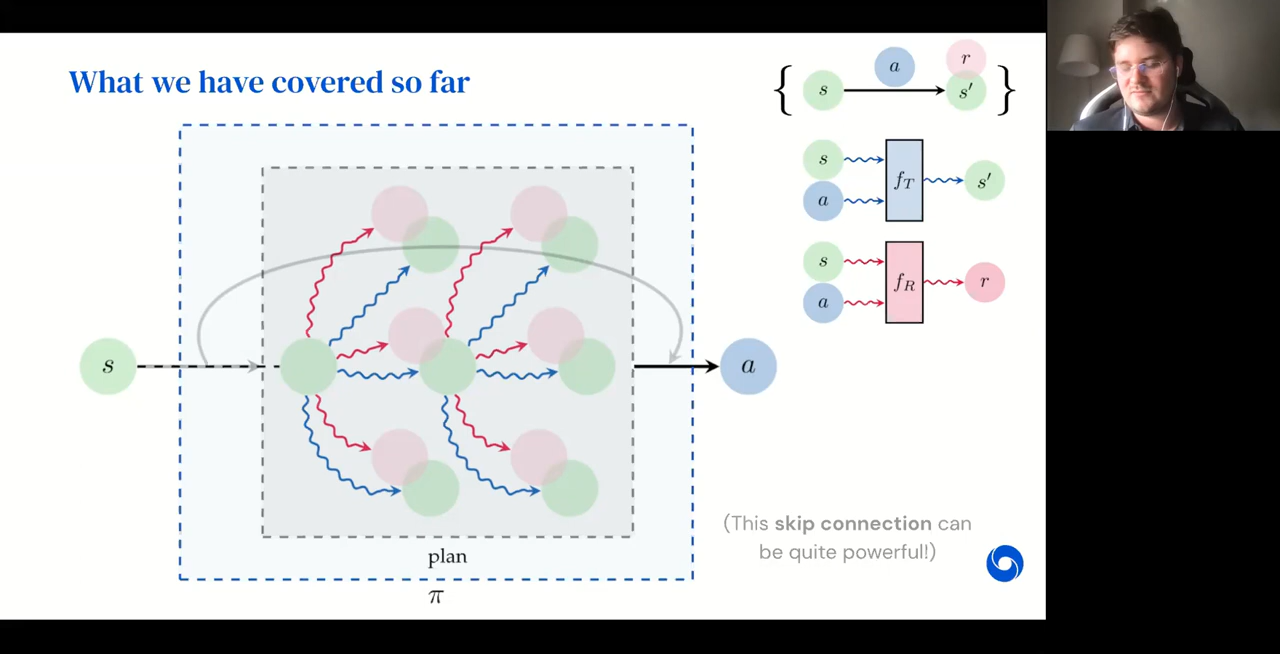 What we have covered so far
{ s a r s′ }
s
a
f_T
s′
s
a
f_R
r
s
a
(This skip connection can
be quite powerful!)
plan
π